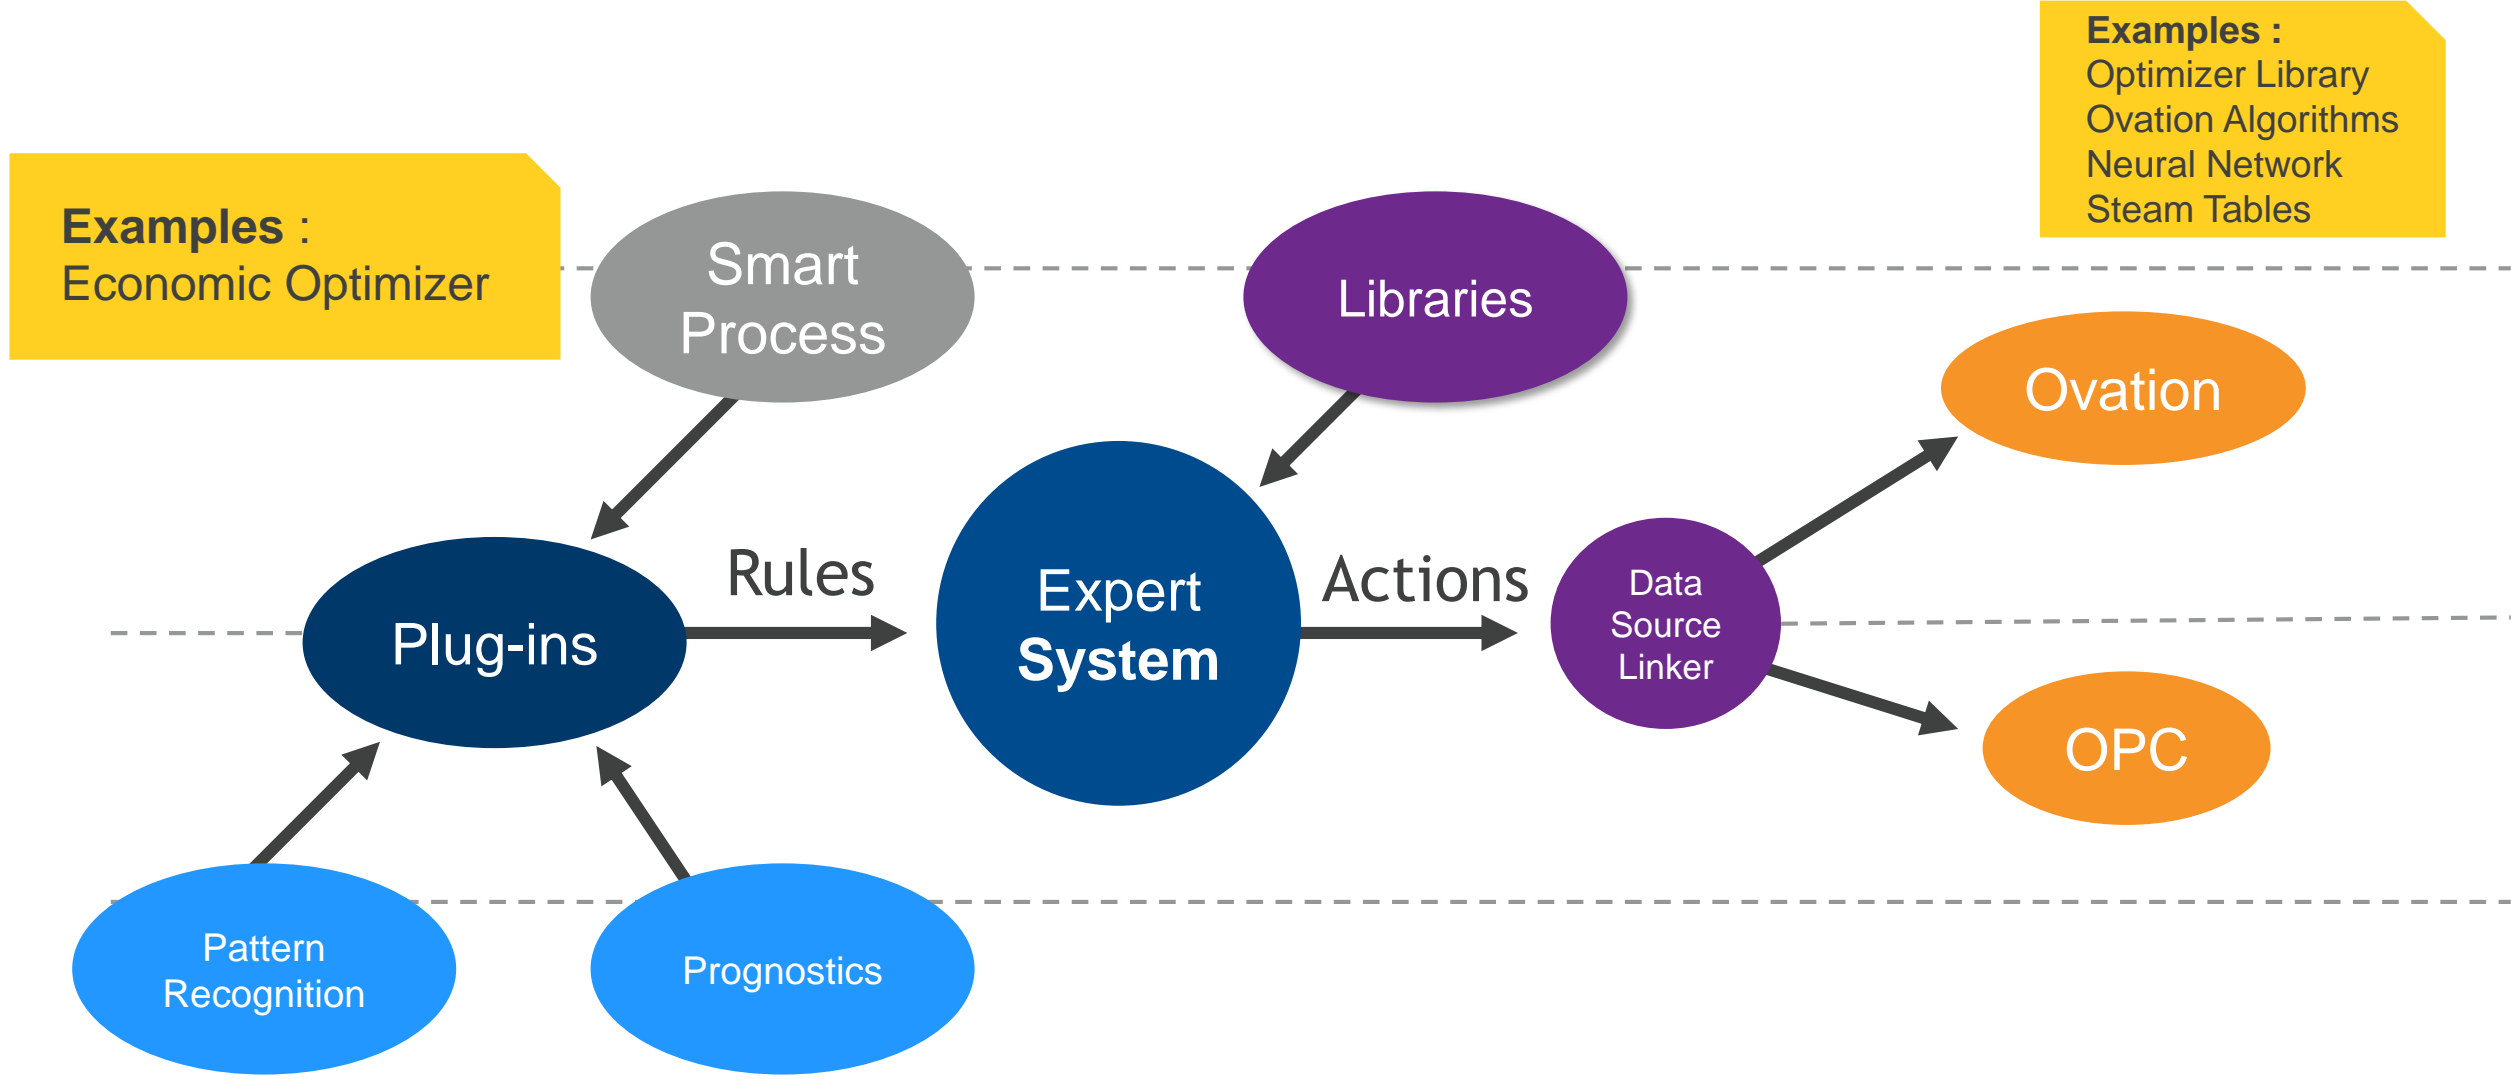 Examples :
Optimizer Library
Ovation Algorithms
Neural Network
Steam Tables
Examples :
Economic Optimizer
Smart
Process
Libraries
Ovation
Rules
Actions
Expert
System
Plug-ins
Data
Source
Linker
OPC
Pattern
Recognition
Prognostics